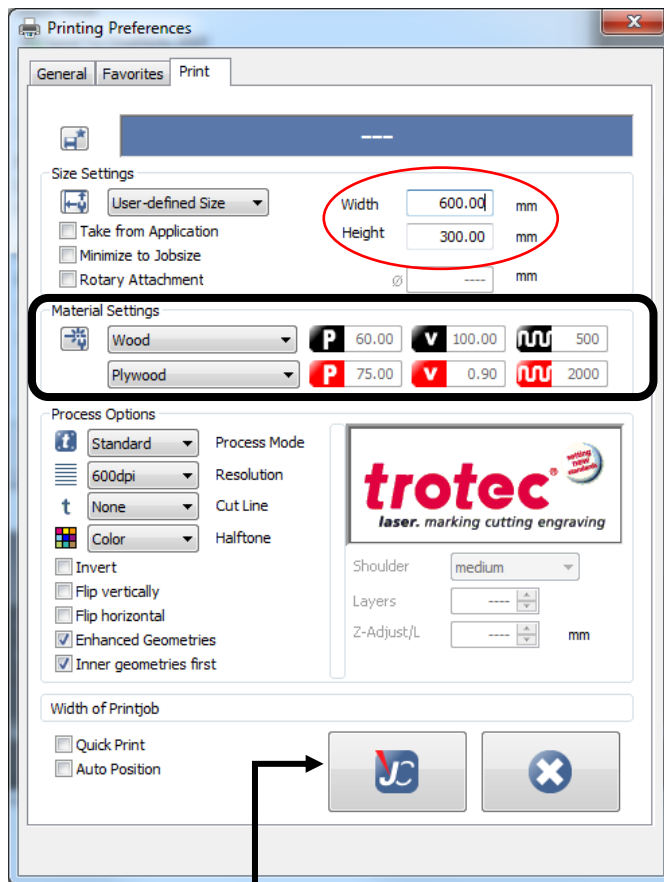 Printing Preferences
X
General Favorites Print
---
Size Settings
User-defined Size Width 600.00 mm
Take from Application Height 300.00 mm
Minimize to Jobsize
Rotary Attachment Ø ---- mm
Material Settings
Wood P 60.00 v 100.00 500
Plywood P 75.00 v 0.90 2000
Process Options
t Standard Process Mode
600dpi Resolution
t None Cut Line
Color Halftone
setting new standards
trotec®
laser. marking cutting engraving
Invert Shoulder medium
Flip vertically
Flip horizontal Layers ----
Enhanced Geometries Z-Adjust/L ---- mm
Inner geometries first
Width of Printjob
Quick Print
Auto Position
JC